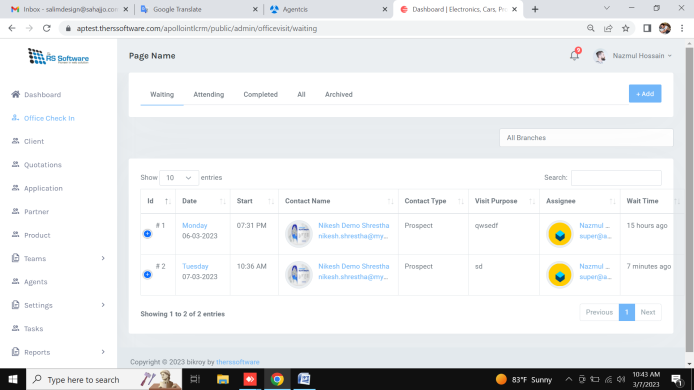 Inbox - salimdesign@sahajjo.com
Google Translate
Agentcis
Dashboard | Electronics, Cars, Pr
aptest.therssoftware.com/apollointlcrm/public/admin/officevisit/waiting
RS Software
Page Name
9
Nazmul Hossain
Dashboard
Office Check In
Client
Quotations
Application
Partner
Product
Teams
Agents
Settings
Tasks
Reports
Waiting Attending Completed All Archived
+ Add
All Branches
Show 10 entries Search:
Id Date Start Contact Name Contact Type Visit Purpose Assignee Wait Time
# 1 Monday 07:31 PM Nikesh Demo Shrestha Prospect qwsedf Nazmul ... 15 hours ago
06-03-2023 nikesh.shrestha@my... super@a...
# 2 Tuesday 10:36 AM Nikesh Demo Shrestha Prospect sd Nazmul ... 7 minutes ago
07-03-2023 nikesh.shrestha@my... super@a...
Showing 1 to 2 of 2 entries
Previous 1 Next
Copyright © 2023 bikroy by therssoftware
Type here to search
83°F Sunny
10:43 AM
3/7/2023
1